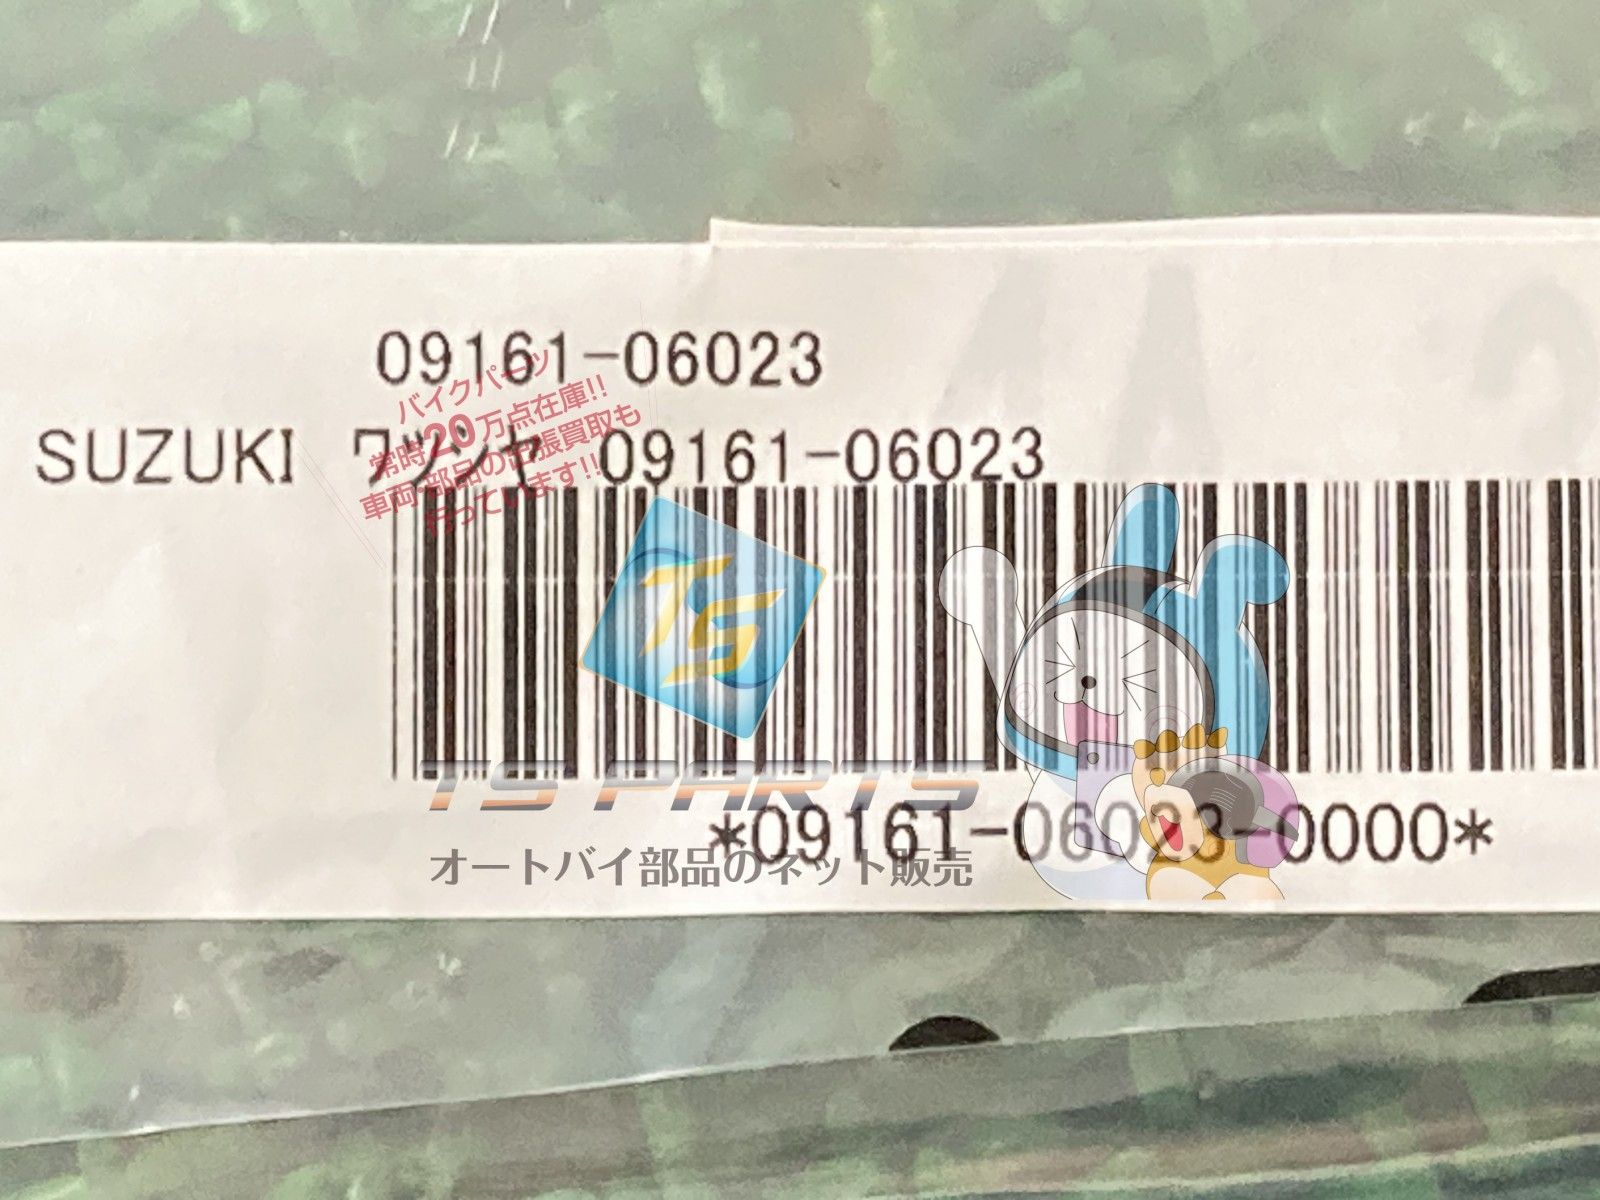 09161-06023
SUZUKI ワツシヤ 09161-06023
バイクパーツ
常時20万点在庫!!
車両・部品の出張買取も
行っています!!
TS
TS PARTS
*09161-06023-0000*
オートバイ部品のネット販売